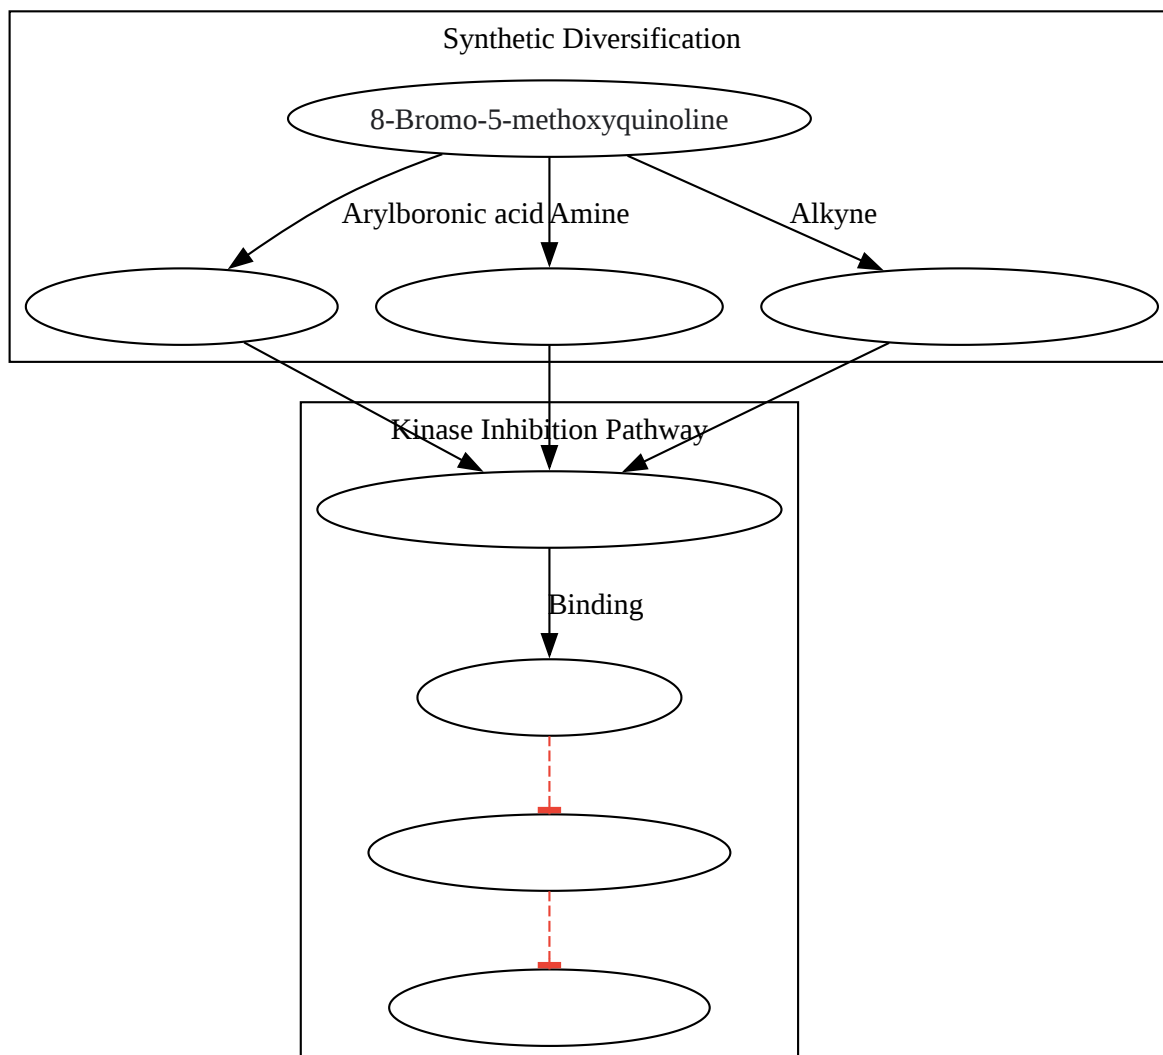 Synthetic Diversification
8-Bromo-5-methoxyquinoline
Arylboronic acid
Amine
Alkyne
Kinase Inhibition Pathway
Binding